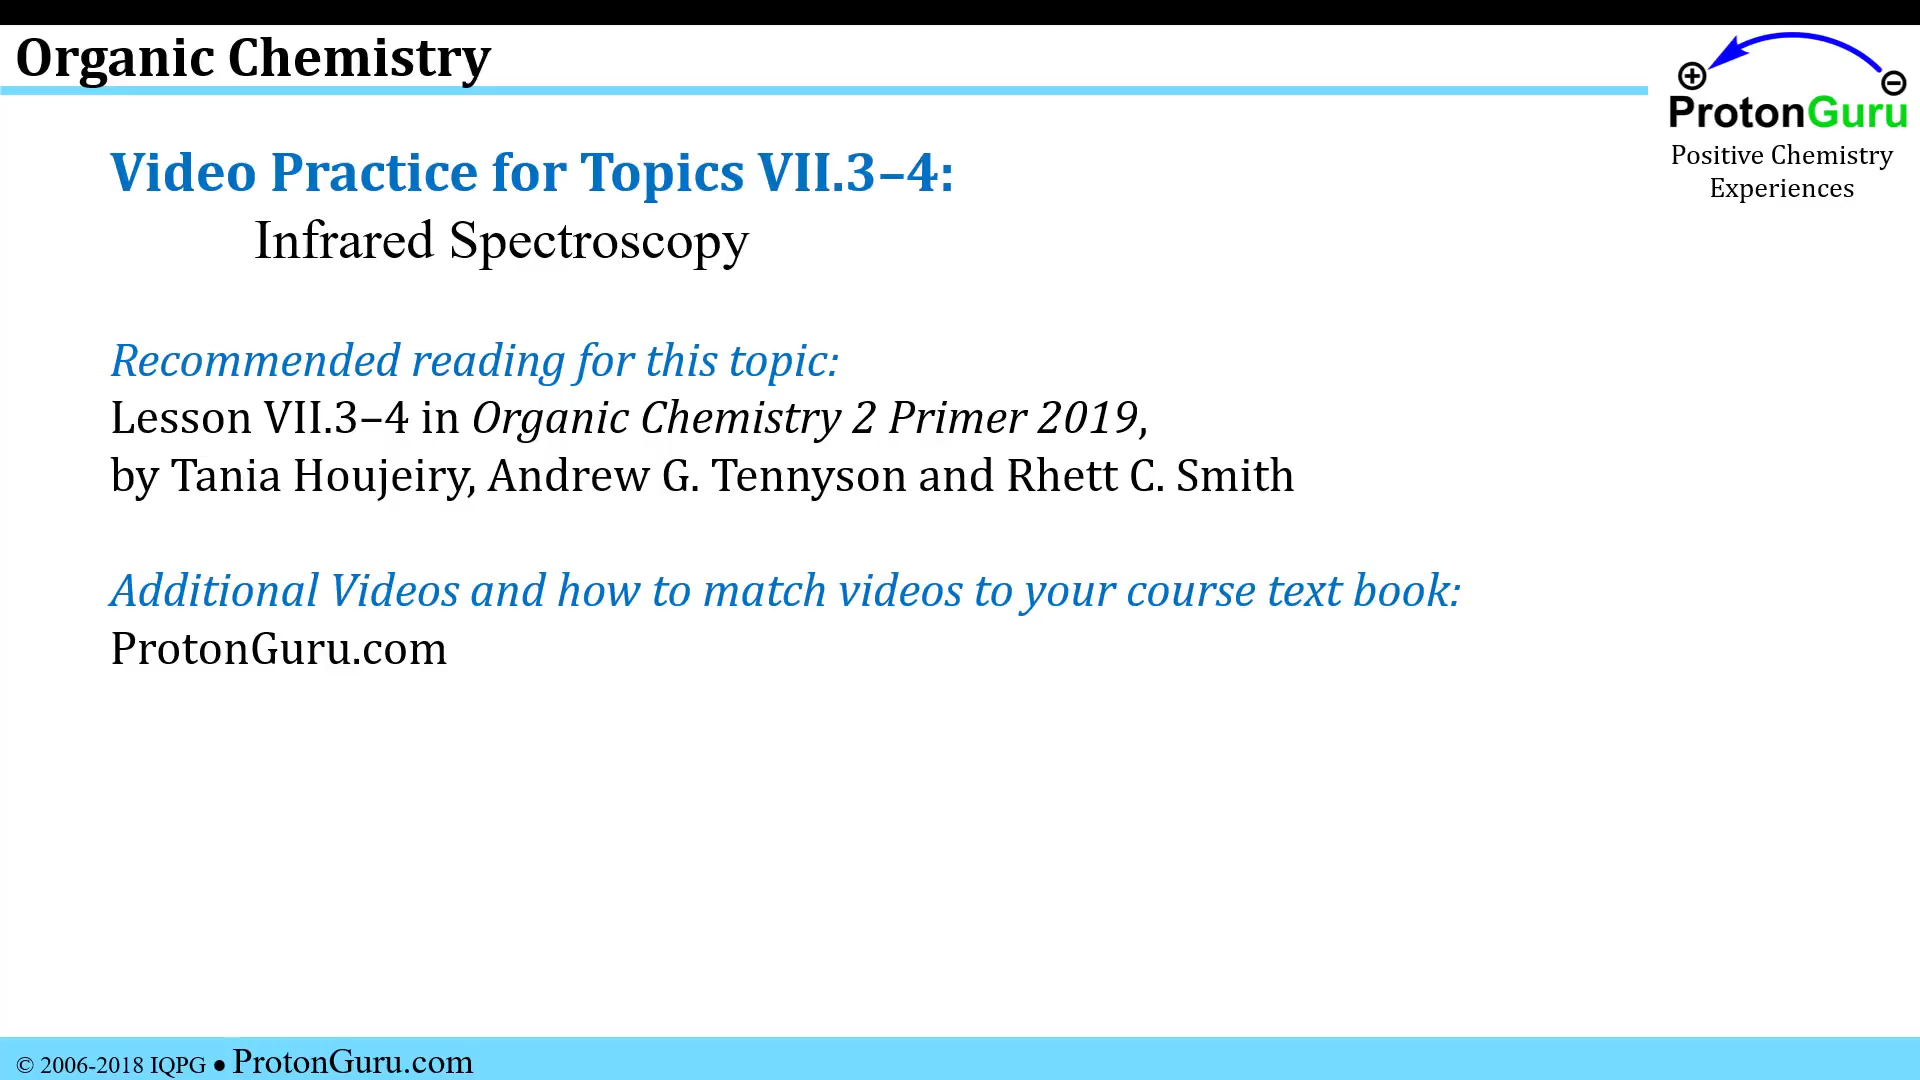 Organic Chemistry
⊕ ⊖
ProtonGuru
Positive Chemistry
Experiences
Video Practice for Topics VII.3–4:
Infrared Spectroscopy
Recommended reading for this topic:
Lesson VII.3–4 in Organic Chemistry 2 Primer 2019,
by Tania Houjeiry, Andrew G. Tennyson and Rhett C. Smith
Additional Videos and how to match videos to your course text book:
ProtonGuru.com
© 2006-2018 IQPG ● ProtonGuru.com